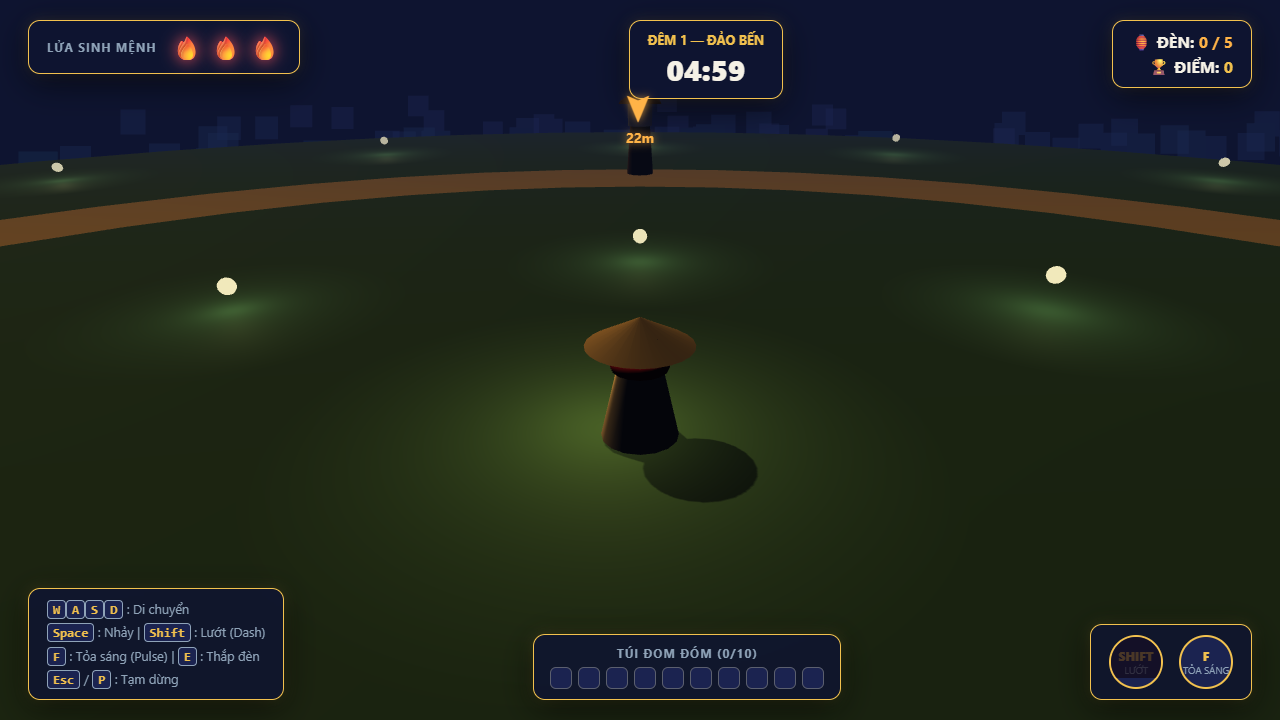 LỬA SINH MỆNH
ĐÊM 1 — ĐẢO BẾN
04:59
ĐÈN: 0 / 5
ĐIỂM: 0
22m
W A S D : Di chuyển
Space : Nhảy | Shift : Lướt (Dash)
F : Tỏa sáng (Pulse) | E : Thắp đèn
Esc / P : Tạm dừng
TÚI ĐOM ĐÓM (0/10)
SHIFT
LƯỚT
F
TỎA SÁNG